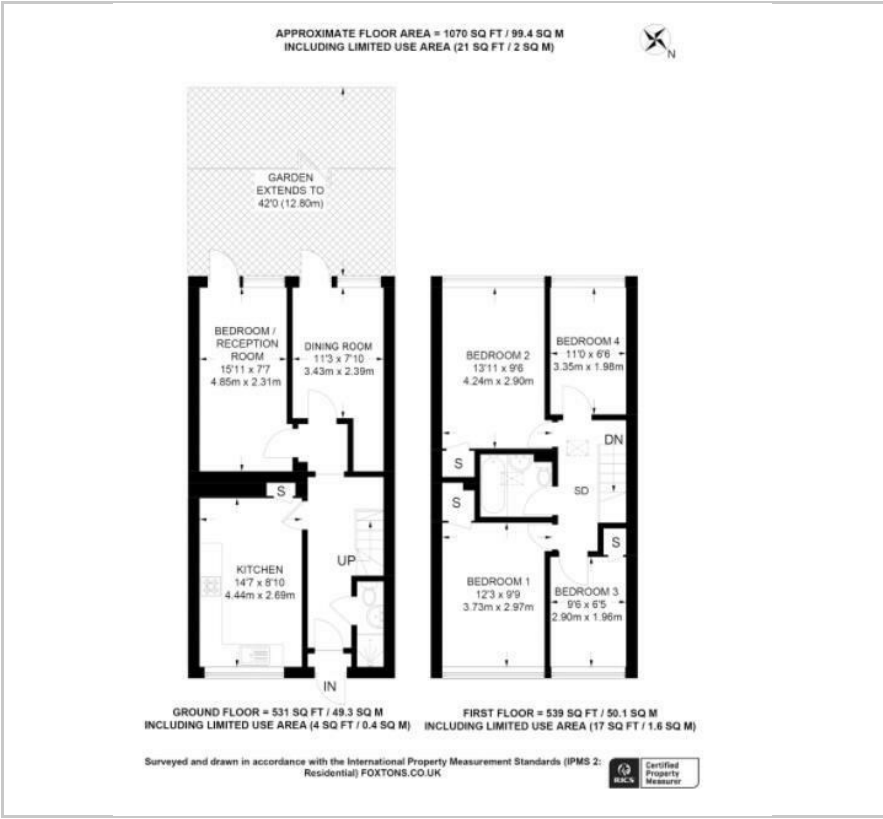 APPROXIMATE FLOOR AREA = 1070 SQ FT / 99.4 SQ M
INCLUDING LIMITED USE AREA (21 SQ FT / 2 SQ M)
N
GARDEN
EXTENDS TO
42'0 (12.80m)
BEDROOM /
RECEPTION
ROOM
15'11 x 7'7
4.85m x 2.31m
DINING ROOM
11'3 x 7'10
3.43m x 2.39m
S
KITCHEN
14'7 x 8'10
4.44m x 2.69m
UP
IN
BEDROOM 2
13'11 x 9'6
4.24m x 2.90m
BEDROOM 4
11'0 x 6'6
3.35m x 1.98m
DN
S
SD
S
S
BEDROOM 1
12'3 x 9'9
3.73m x 2.97m
BEDROOM 3
9'6 x 6'5
2.90m x 1.96m
GROUND FLOOR = 531 SQ FT / 49.3 SQ M
INCLUDING LIMITED USE AREA (4 SQ FT / 0.4 SQ M)
FIRST FLOOR = 539 SQ FT / 50.1 SQ M
INCLUDING LIMITED USE AREA (17 SQ FT / 1.6 SQ M)
Surveyed and drawn in accordance with the International Property Measurement Standards (IPMS 2:
Residential) FOXTONS.CO.UK
RICS
Certified
Property
Measurer